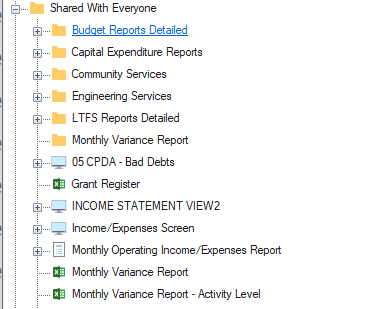 Shared With Everyone
Budget Reports Detailed
Capital Expenditure Reports
Community Services
Engineering Services
LTFS Reports Detailed
Monthly Variance Report
05 CPDA - Bad Debts
Grant Register
INCOME STATEMENT VIEW2
Income/Expenses Screen
Monthly Operating Income/Expenses Report
Monthly Variance Report
Monthly Variance Report - Activity Level